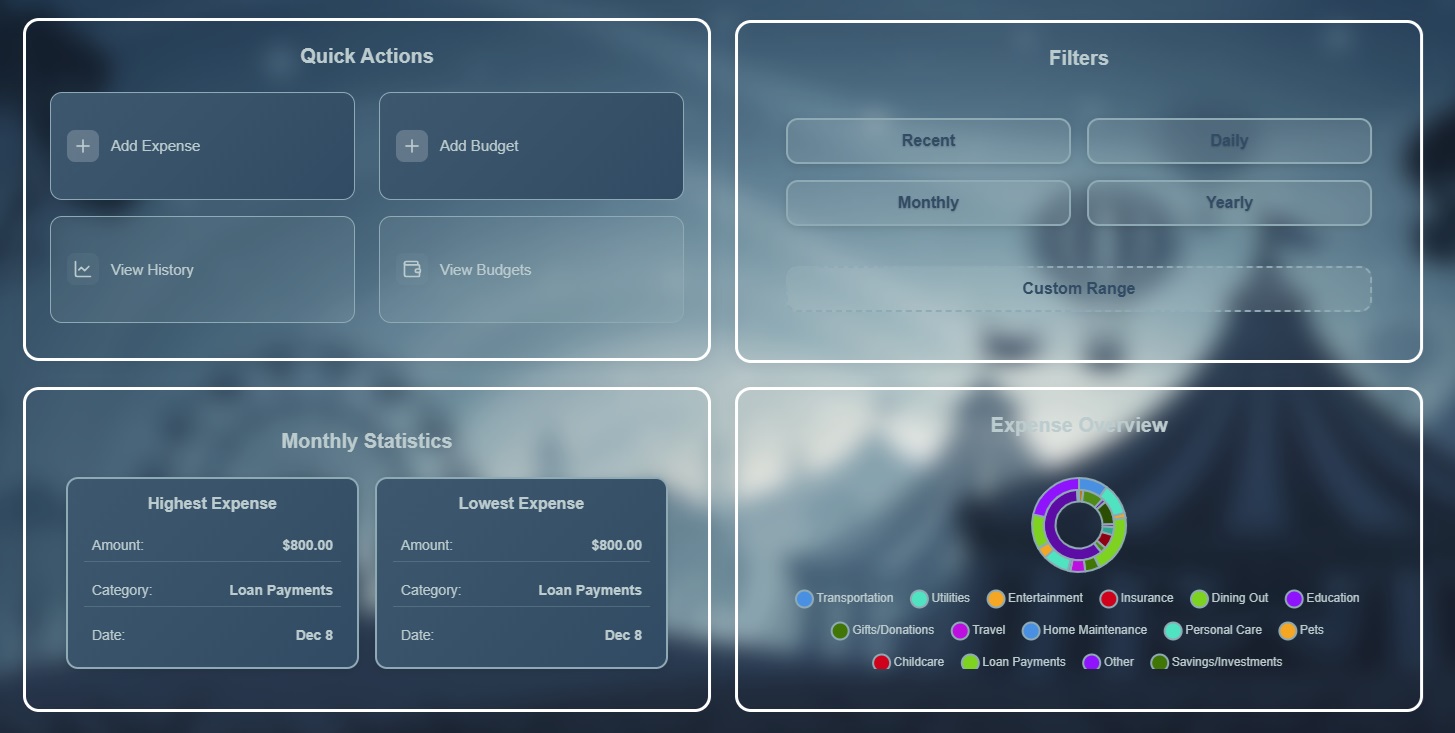 Quick Actions
Add Expense
Add Budget
View History
View Budgets
Filters
Recent
Daily
Monthly
Yearly
Custom Range
Monthly Statistics
Highest Expense
Amount: $800.00
Category: Loan Payments
Date: Dec 8
Lowest Expense
Amount: $800.00
Category: Loan Payments
Date: Dec 8
Expense Overview
Transportation Utilities Entertainment Insurance Dining Out Education
Gifts/Donations Travel Home Maintenance Personal Care Pets
Childcare Loan Payments Other Savings/Investments